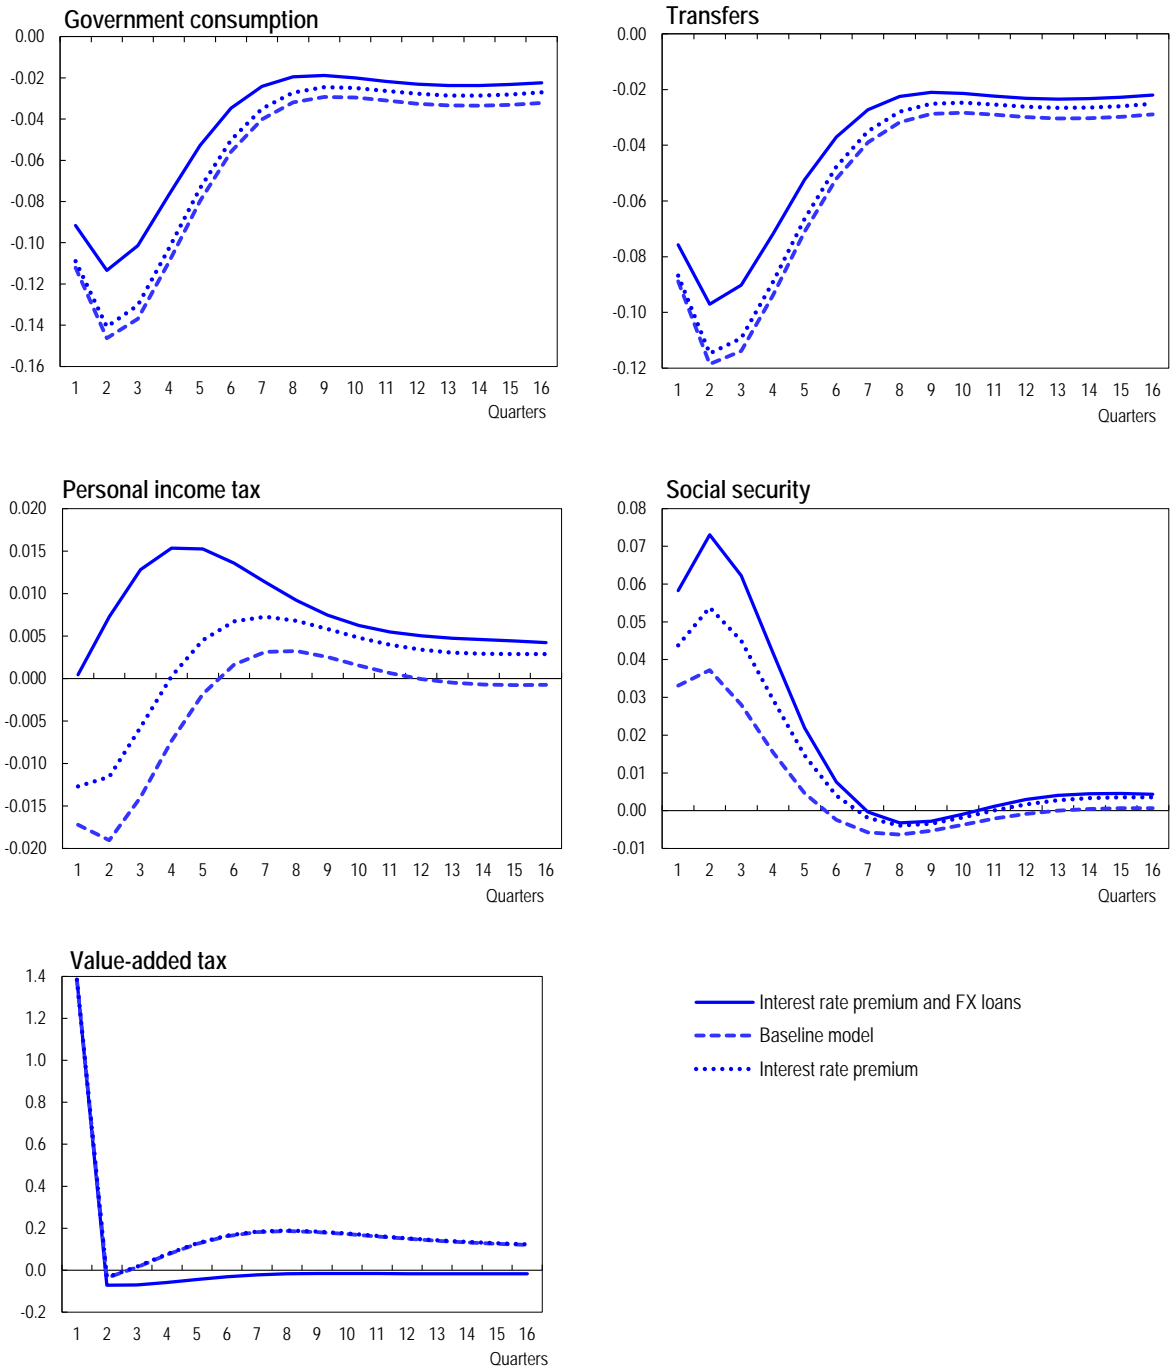 Government consumption
0.00
-0.02
-0.04
-0.06
-0.08
-0.10
-0.12
-0.14
-0.16
1 2 3 4 5 6 7 8 9 10 11 12 13 14 15 16
Quarters
Transfers
0.00
-0.02
-0.04
-0.06
-0.08
-0.10
-0.12
1 2 3 4 5 6 7 8 9 10 11 12 13 14 15 16
Quarters
Personal income tax
0.020
0.015
0.010
0.005
0.000
-0.005
-0.010
-0.015
-0.020
1 2 3 4 5 6 7 8 9 10 11 12 13 14 15 16
Quarters
Social security
0.08
0.07
0.06
0.05
0.04
0.03
0.02
0.01
0.00
-0.01
1 2 3 4 5 6 7 8 9 10 11 12 13 14 15 16
Quarters
Value-added tax
1.4
1.2
1.0
0.8
0.6
0.4
0.2
0.0
-0.2
1 2 3 4 5 6 7 8 9 10 11 12 13 14 15 16
Quarters
Interest rate premium and FX loans
Baseline model
Interest rate premium